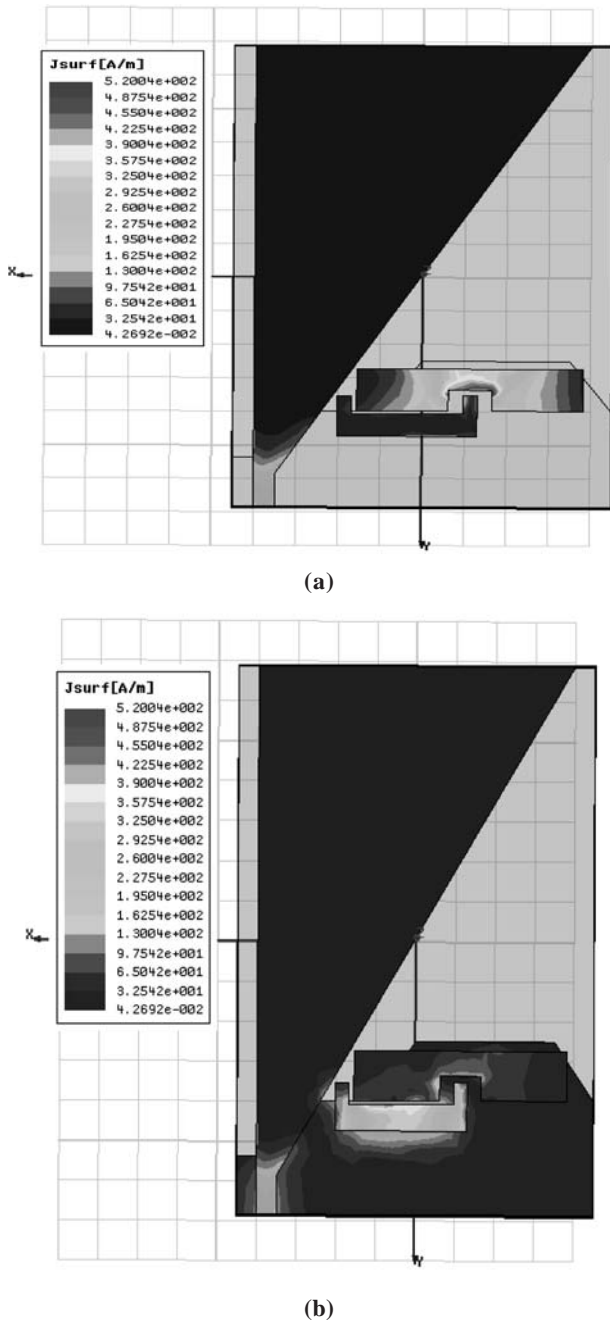 Jsurf[A/m]
5.2004e+002
4.8754e+002
4.5504e+002
4.2254e+002
3.9004e+002
3.5754e+002
3.2504e+002
2.9254e+002
2.6004e+002
2.2754e+002
1.9504e+002
1.6254e+002
1.3004e+002
9.7542e+001
6.5042e+001
3.2542e+001
4.2692e-002
X
Y
(a)
Jsurf[A/m]
5.2004e+002
4.8754e+002
4.5504e+002
4.2254e+002
3.9004e+002
3.5754e+002
3.2504e+002
2.9254e+002
2.6004e+002
2.2754e+002
1.9504e+002
1.6254e+002
1.3004e+002
9.7542e+001
6.5042e+001
3.2542e+001
4.2692e-002
X
Y
(b)